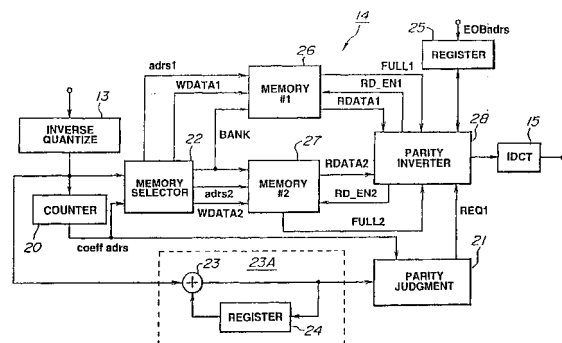 14
25
EOBadrs
REGISTER
adrs1
26
MEMORY
#1
FULL1
WDATA1
RD_EN1
RDATA1
13
INVERSE
QUANTIZE
BANK
28
15
22
27
MEMORY
SELECTOR
MEMORY
#2
RDATA2
PARITY
INVERTER
IDCT
adrs2
RD_EN2
COUNTER
WDATA2
20
FULL2
REQ1
coeff adrs
23
23A
21
PARITY
JUDGMENT
REGISTER
24